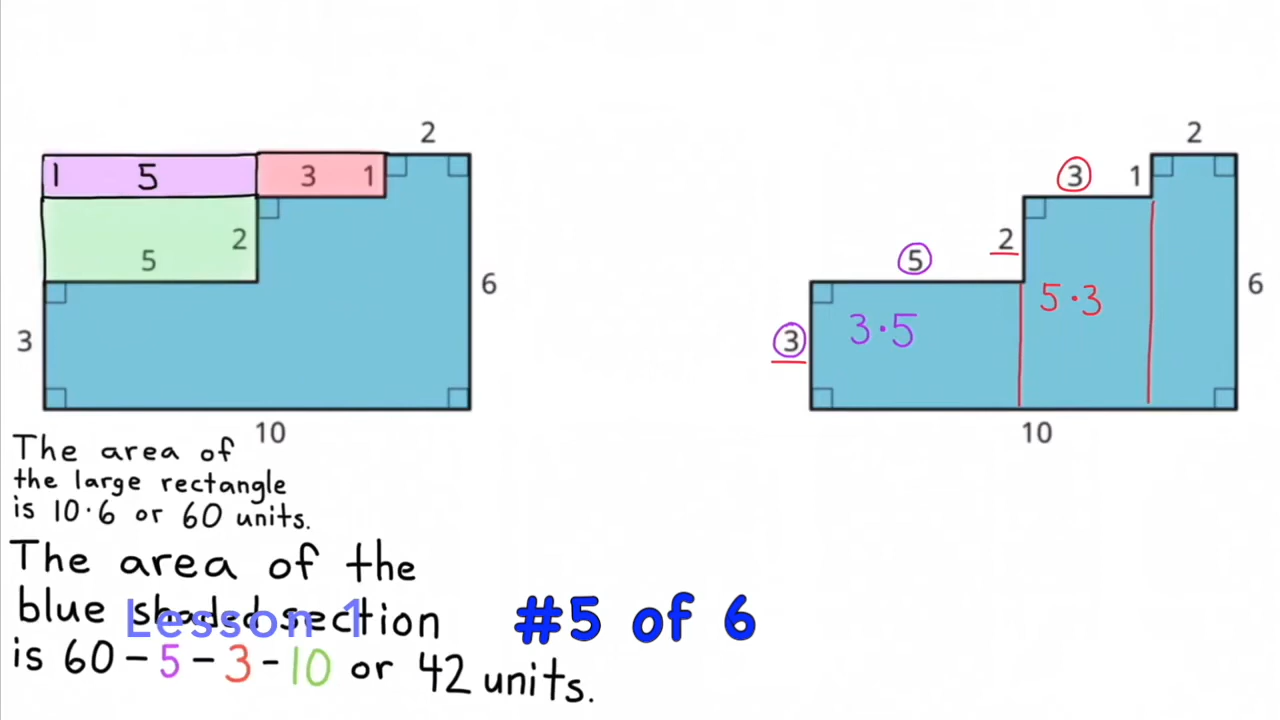 2
2
1 5
3 1
3 1
2
5
2
5
6
6
3
3·5
5·3
3
10
10
The area of
the large rectangle
is 10·6 or 60 units.
The area of the
blue shaded section
Lesson 1
#5 of 6
is 60-5-3-10 or 42 units.